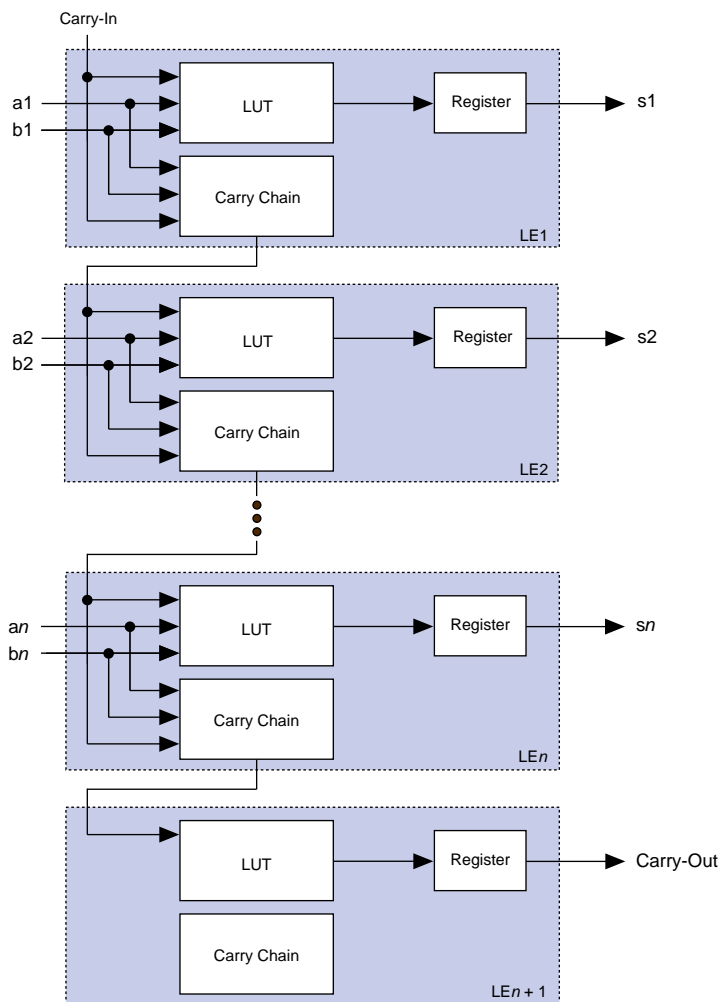 Carry-In
a1
b1
LUT
Register
s1
Carry Chain
LE1
a2
b2
LUT
Register
s2
Carry Chain
LE2
an
bn
LUT
Register
sn
Carry Chain
LEn
LUT
Register
Carry-Out
Carry Chain
LEn + 1